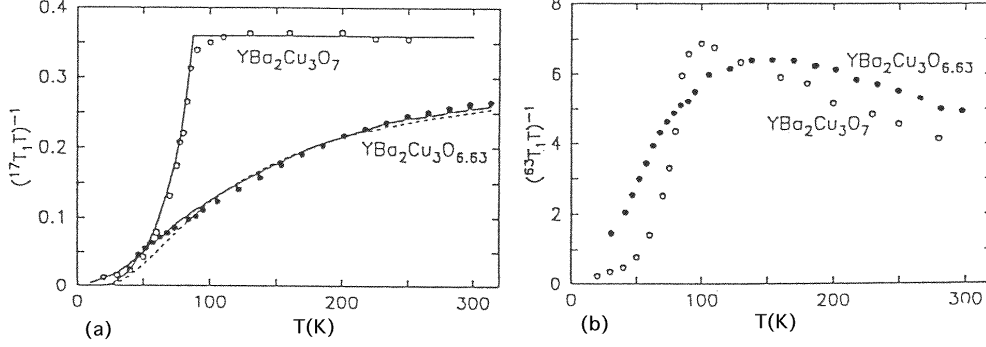 0.4
0.3
0.2
0.1
0
(¹⁷T₁T)⁻¹
YBa₂Cu₃O₇
YBa₂Cu₃O₆.₆₃
0 100 200 300
(a) T(K)
8
6
4
2
0
(⁶³T₁T)⁻¹
YBa₂Cu₃O₆.₆₃
YBa₂Cu₃O₇
0 100 200 300
(b) T(K)